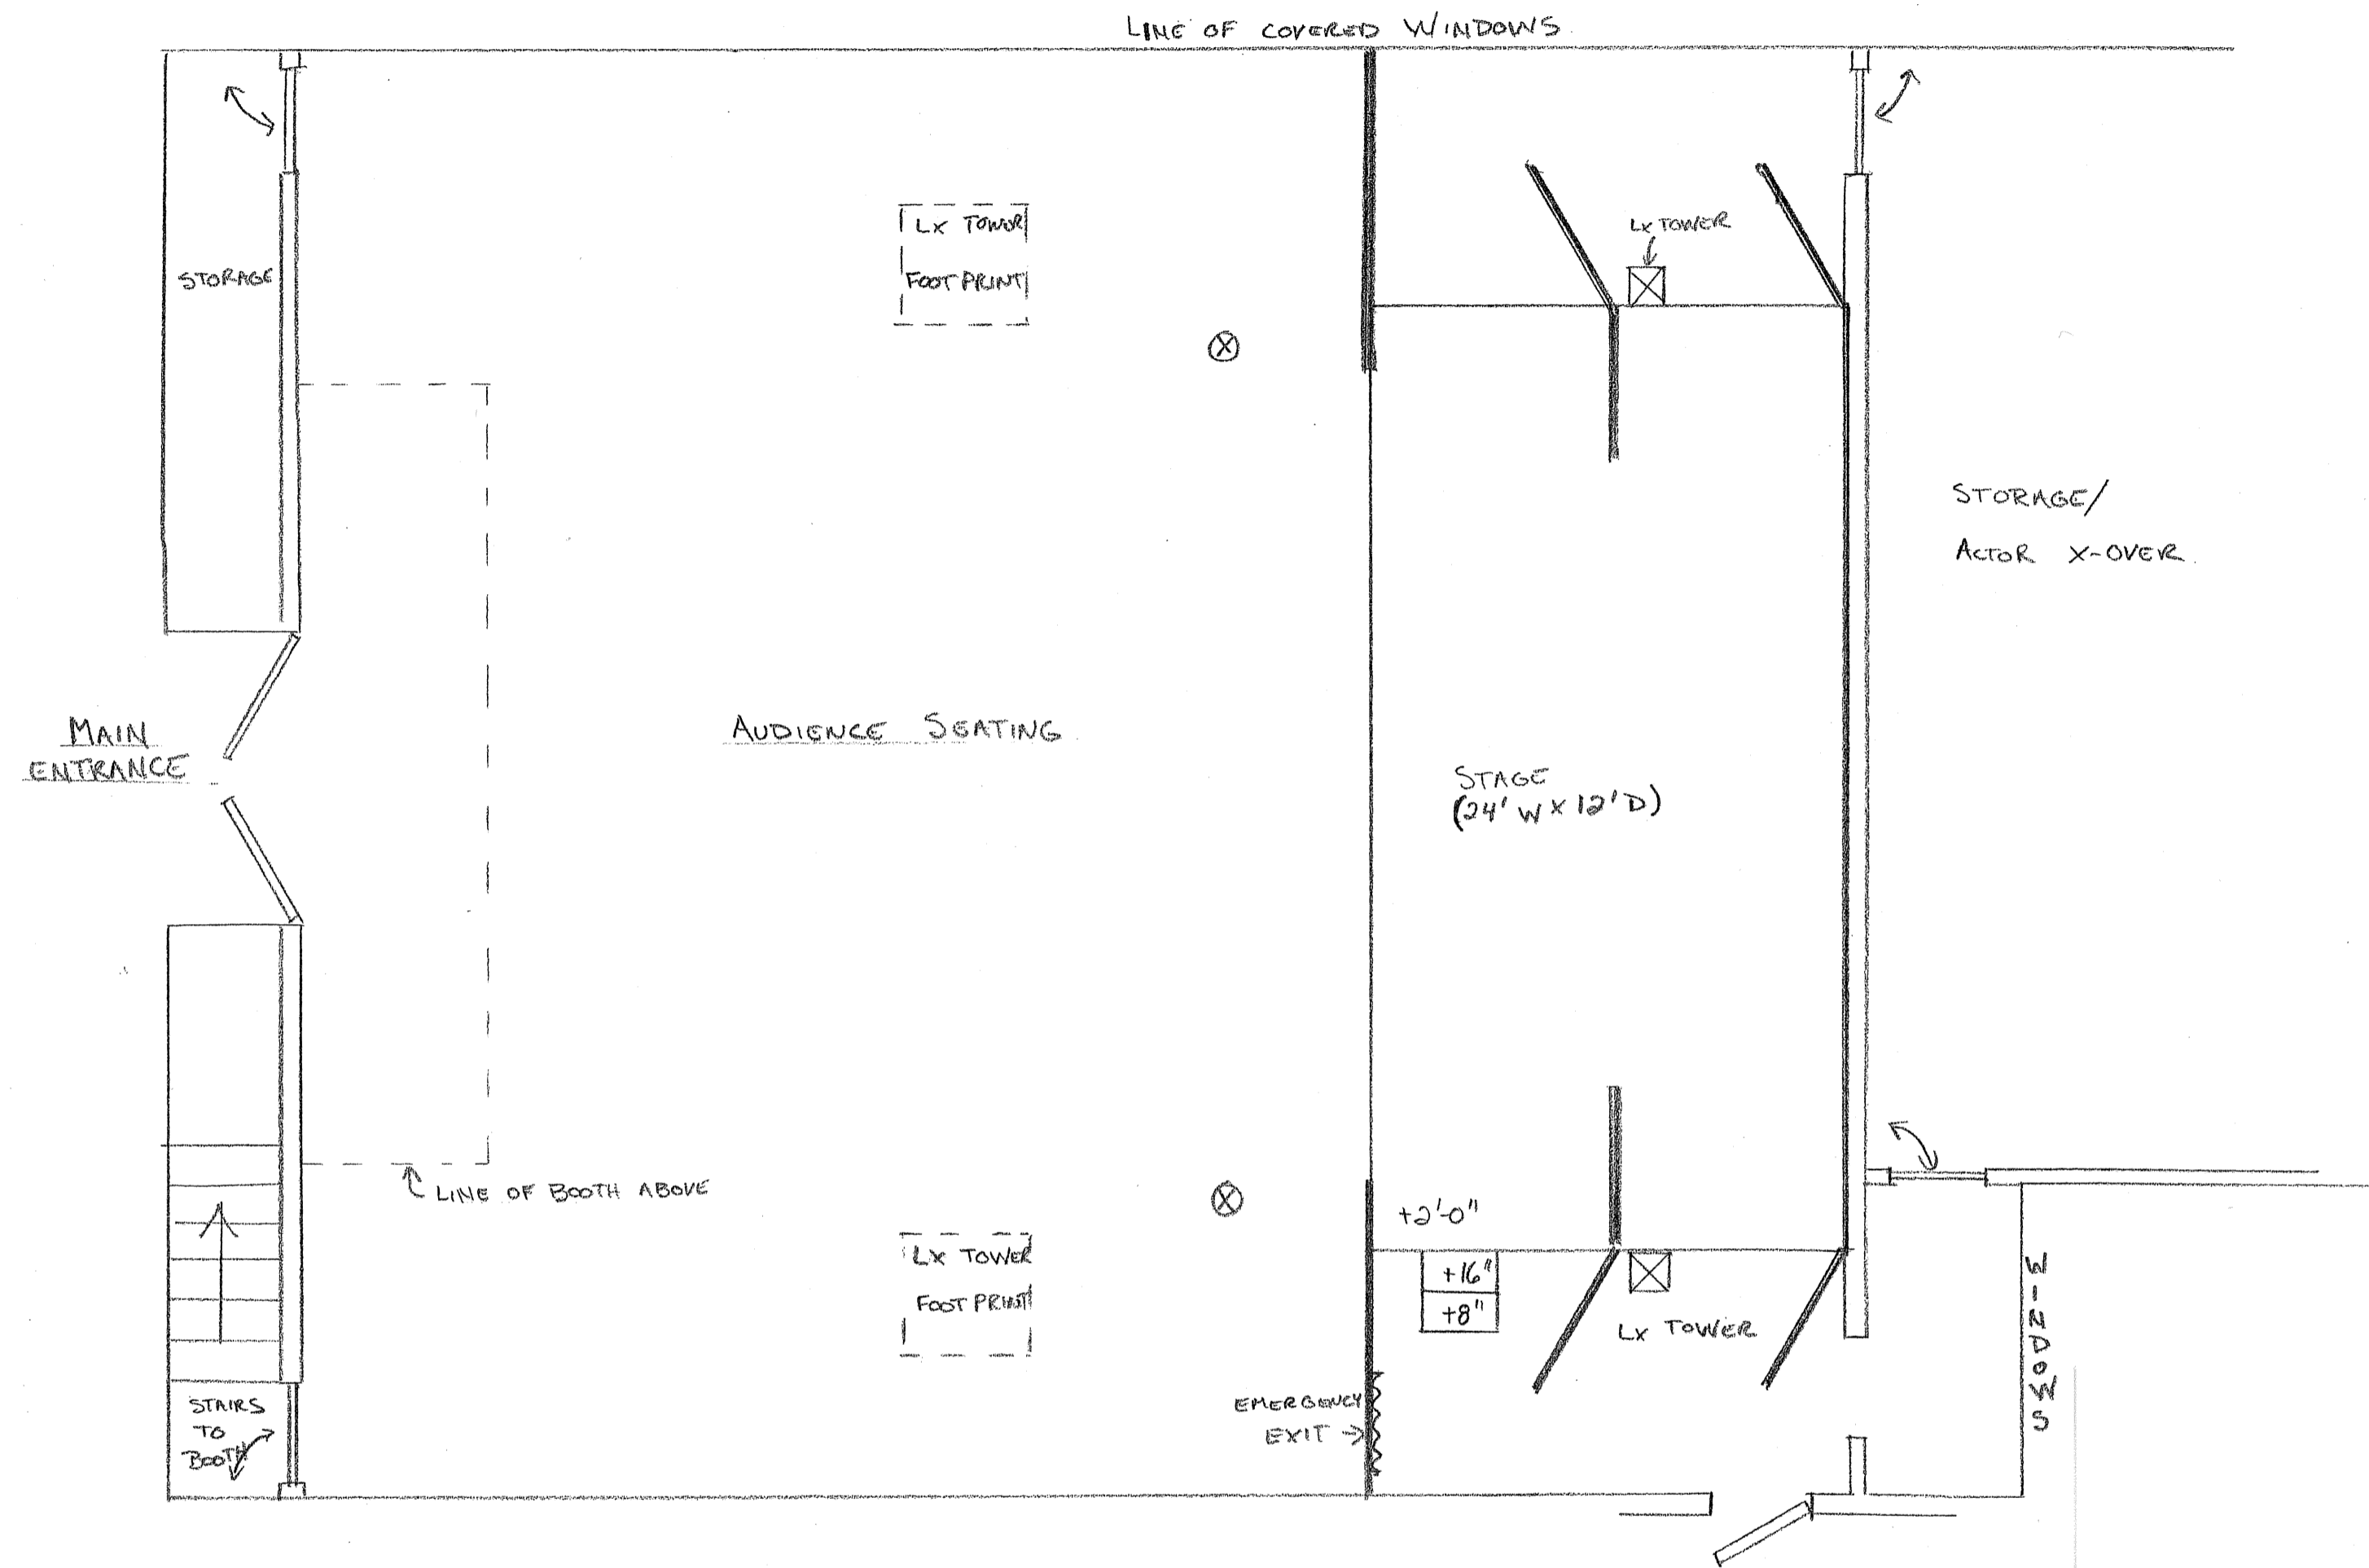 LINE OF COVERED WINDOWS
LX TOWER
FOOT PRINT
LX TOWER
STORAGE
STORAGE/
ACTOR X-OVER
MAIN
ENTRANCE
AUDIENCE SEATING
STAGE
(24' W X 12' D)
LINE OF BOOTH ABOVE
+2'-0"
LX TOWER
FOOT PRINT
+16"
+8"
LX TOWER
WINDOWS
EMERGENCY
EXIT
STAIRS
TO
BOOTH